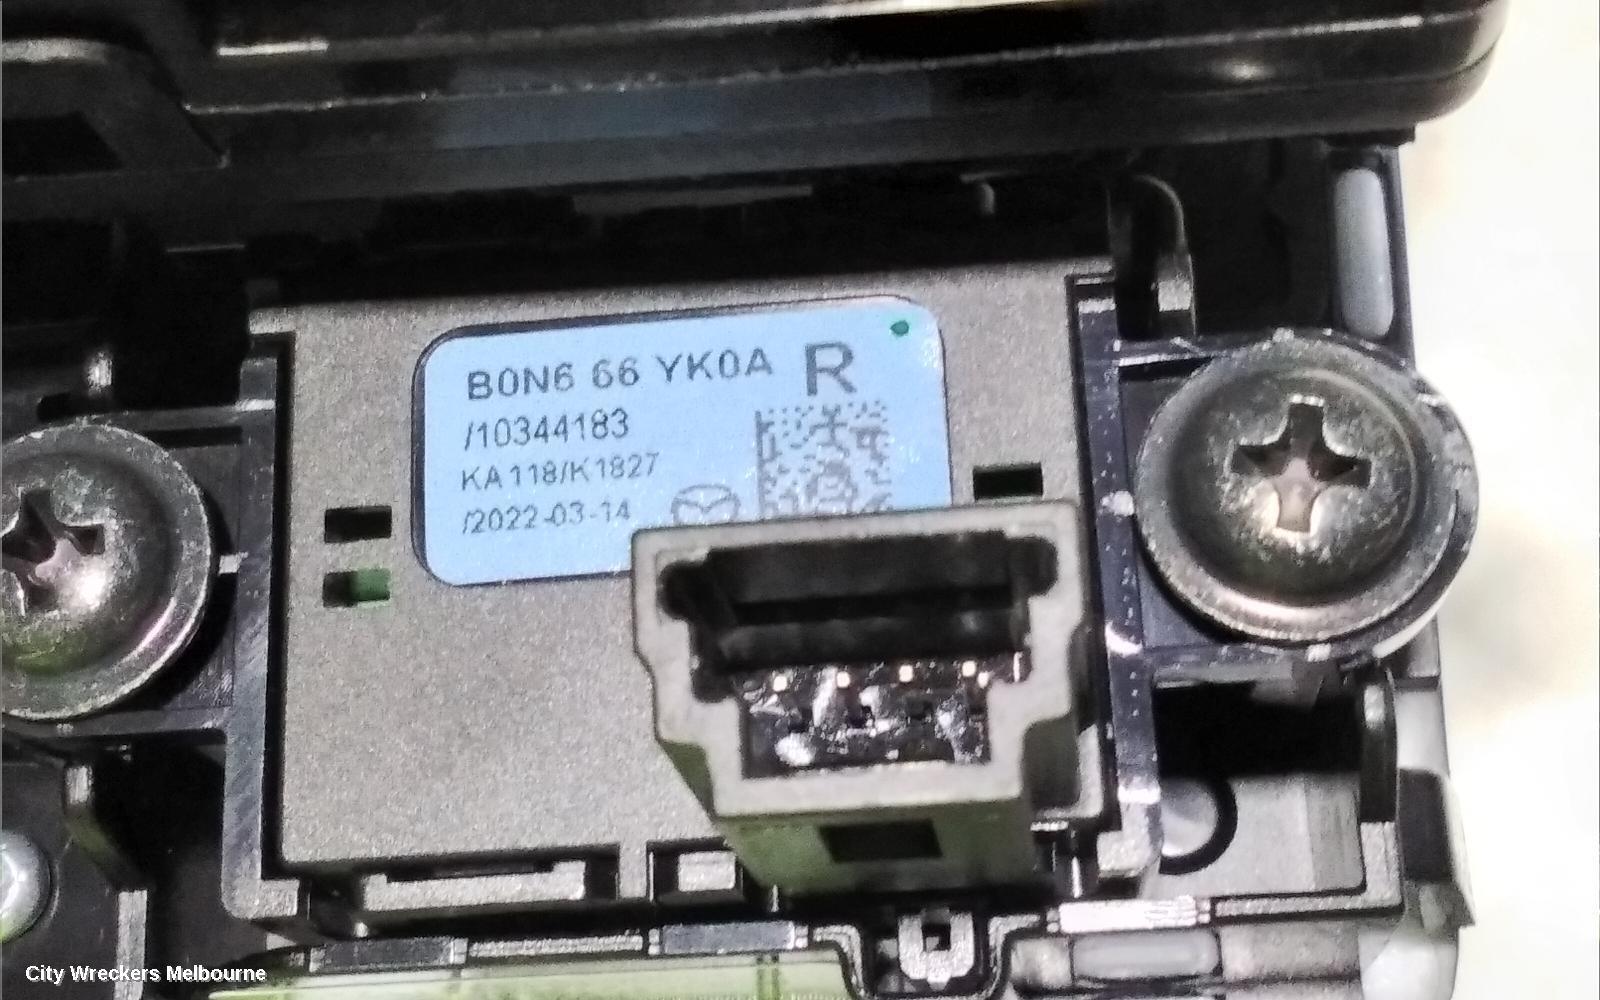 B0N6 66 YK0A R
/10344183
KA118/K1827
/2022-03-14
City Wreckers Melbourne